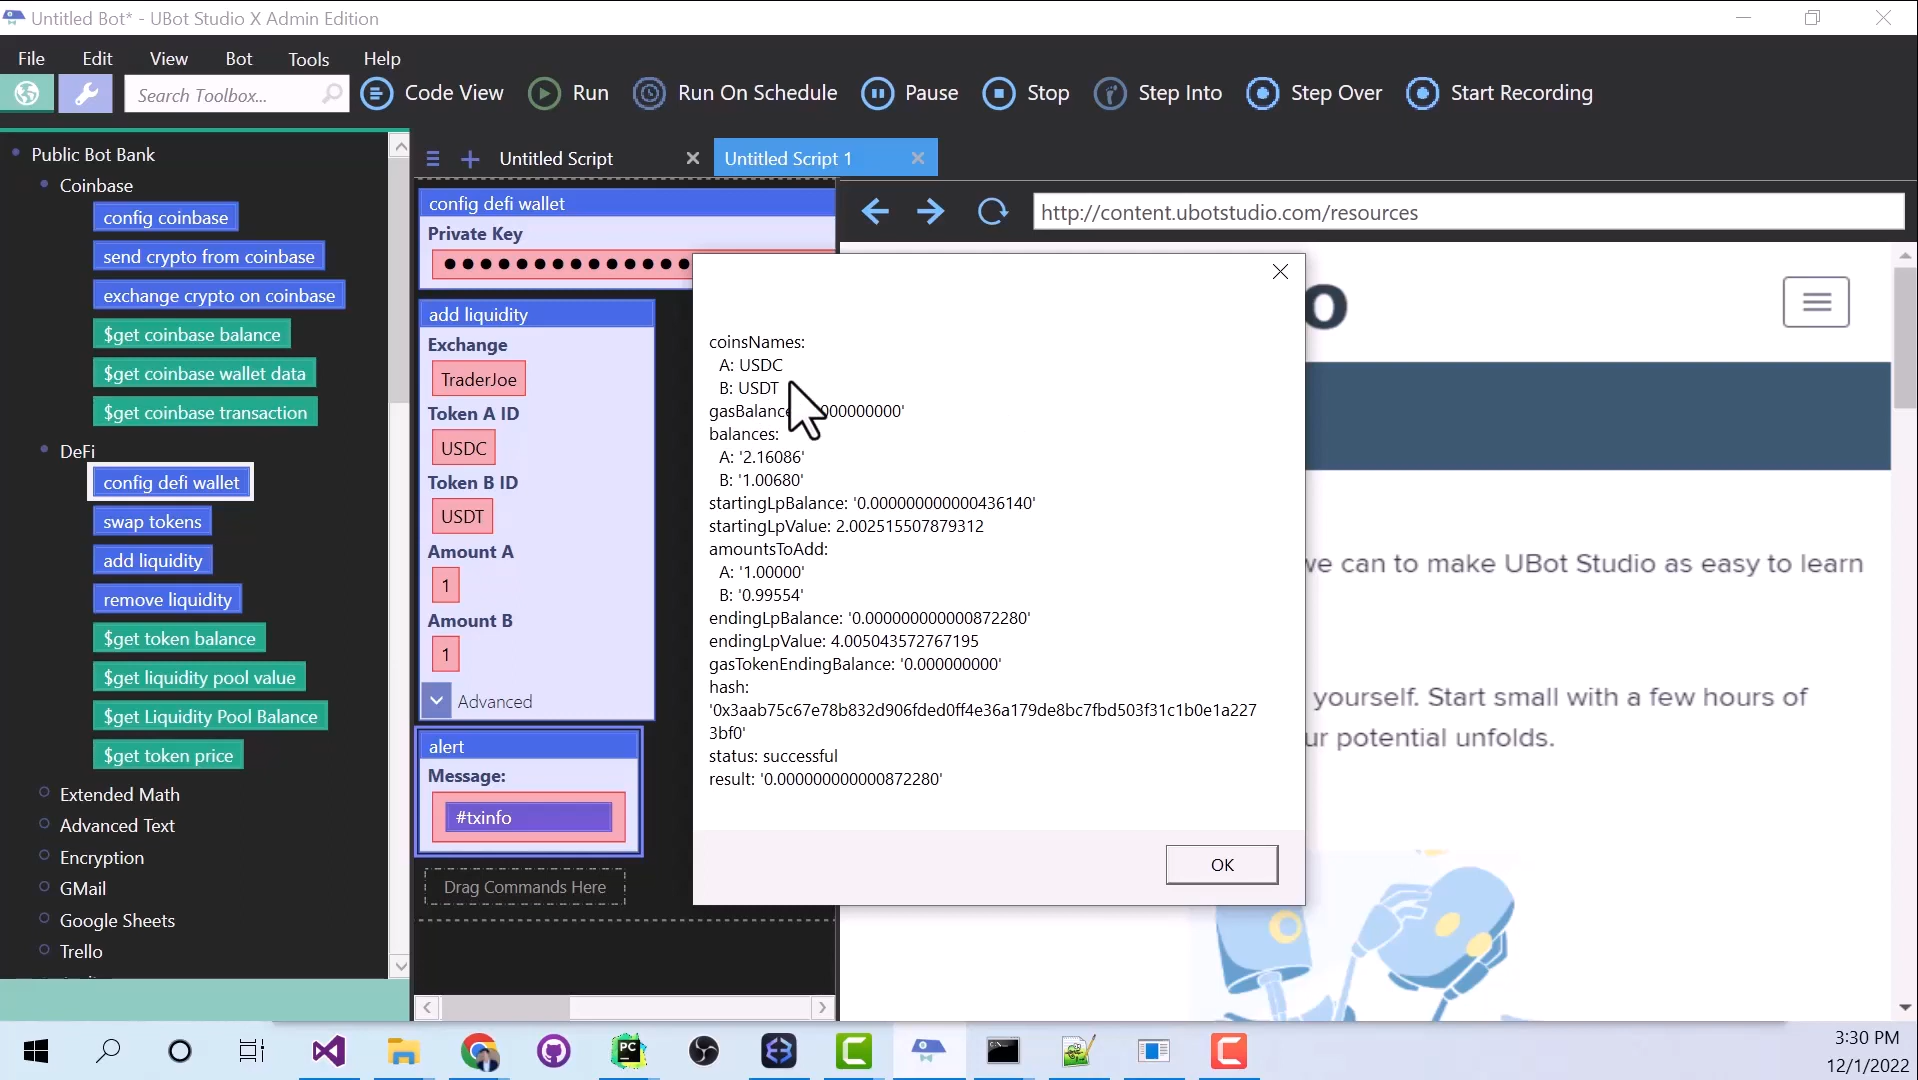 Untitled Bot* - UBot Studio X Admin Edition
File Edit View Bot Tools Help
Search Toolbox...
Code View Run Run On Schedule Pause Stop Step Into Step Over Start Recording
Public Bot Bank
Coinbase
config coinbase
send crypto from coinbase
exchange crypto on coinbase
$get coinbase balance
$get coinbase wallet data
$get coinbase transaction
DeFi
config defi wallet
swap tokens
add liquidity
remove liquidity
$get token balance
$get liquidity pool value
$get Liquidity Pool Balance
$get token price
Extended Math
Advanced Text
Encryption
GMail
Google Sheets
Trello
Untitled Script
Untitled Script 1
config defi wallet
Private Key
add liquidity
Exchange
TraderJoe
Token A ID
USDC
Token B ID
USDT
Amount A
1
Amount B
1
Advanced
alert
Message:
#txinfo
Drag Commands Here
http://content.ubotstudio.com/resources
o
we can to make UBot Studio as easy to learn
yourself. Start small with a few hours of
ur potential unfolds.
coinsNames:
A: USDC
B: USDT
gasBalance 000000000'
balances:
A: '2.16086'
B: '1.00680'
startingLpBalance: '0.000000000000436140'
startingLpValue: 2.002515507879312
amountsToAdd:
A: '1.00000'
B: '0.99554'
endingLpBalance: '0.000000000000872280'
endingLpValue: 4.005043572767195
gasTokenEndingBalance: '0.000000000'
hash:
'0x3aab75c67e78b832d906fded0ff4e36a179de8bc7fbd503f31c1b0e1a227
3bf0'
status: successful
result: '0.000000000000872280'
OK
PC
3:30 PM
12/1/2022